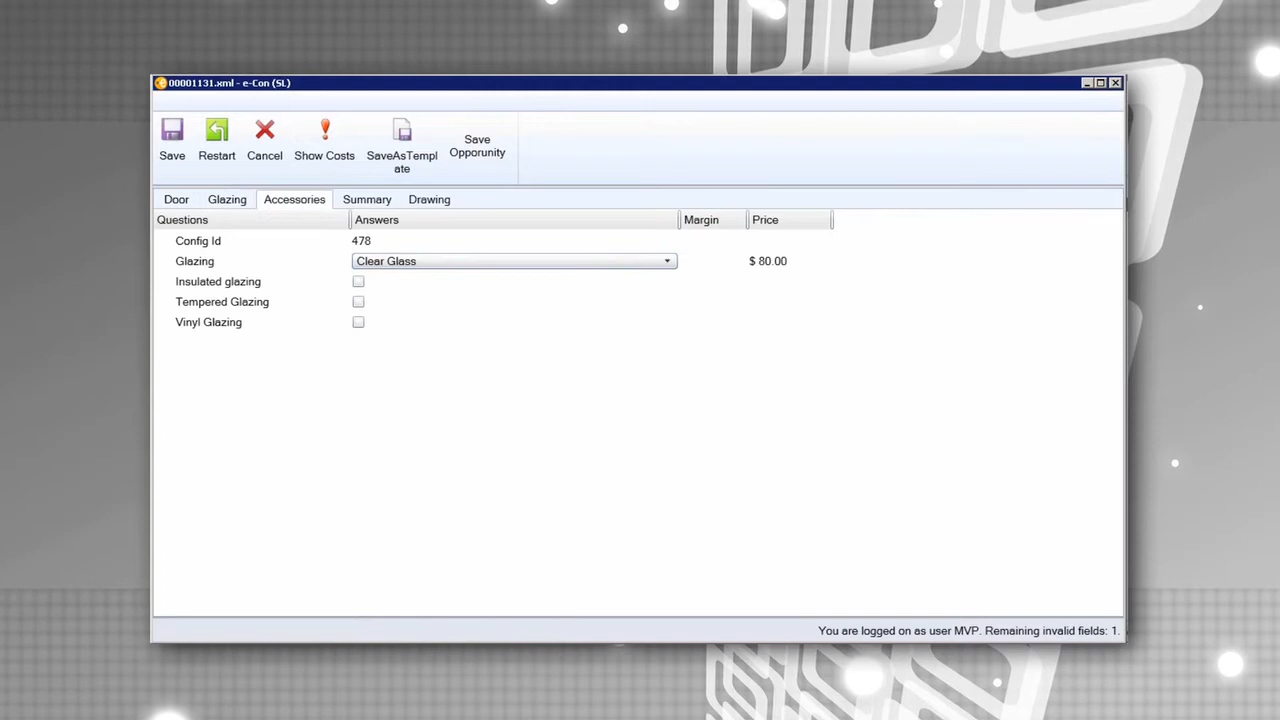 00001131.xml - e-Con (SL)
Save
Restart
Cancel
Show Costs
SaveAsTempl
ate
Save
Opporunity
Door
Glazing
Accessories
Summary
Drawing
Questions
Answers
Margin
Price
Config Id
478
Glazing
Clear Glass
$ 80.00
Insulated glazing
Tempered Glazing
Vinyl Glazing
You are logged on as user MVP. Remaining invalid fields: 1.